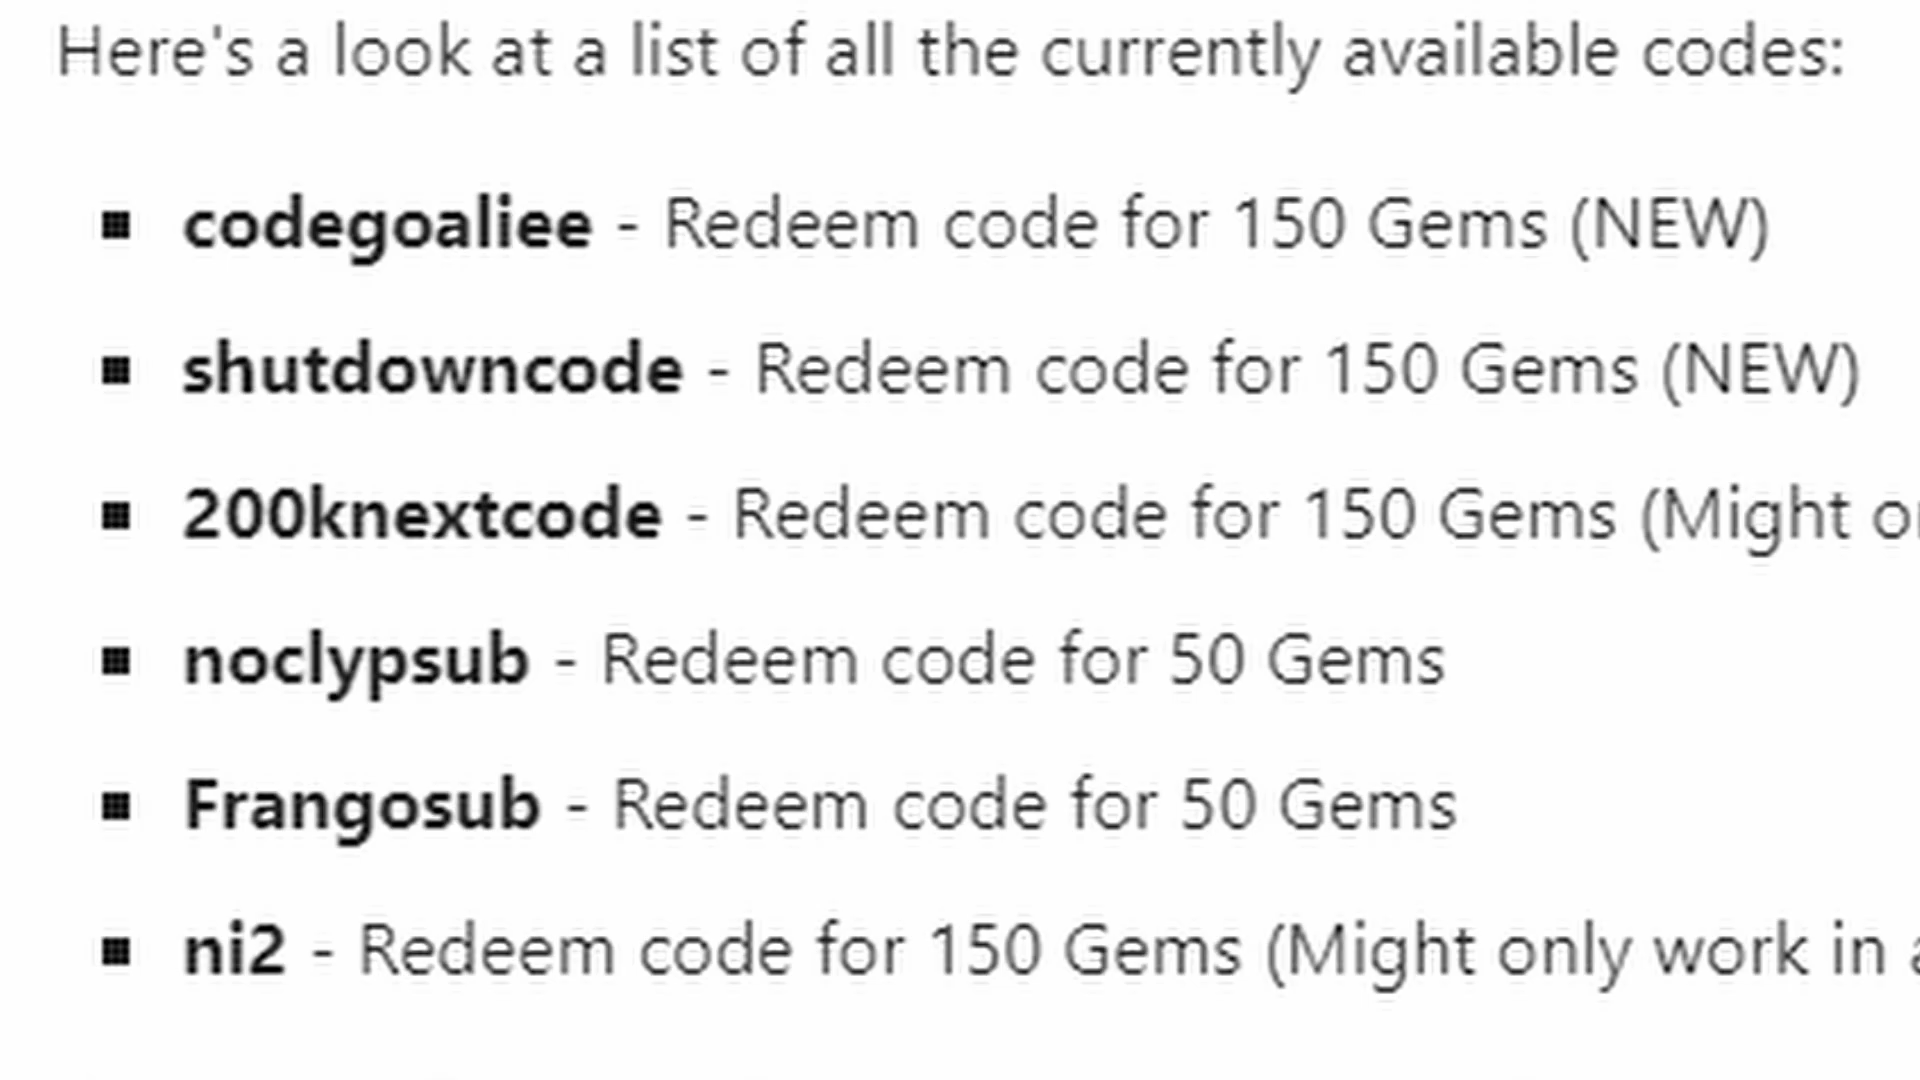 Here's a look at a list of all the currently available codes:
▪ codegoaliee - Redeem code for 150 Gems (NEW)
▪ shutdowncode - Redeem code for 150 Gems (NEW)
▪ 200knextcode - Redeem code for 150 Gems (Might
▪ noclypsub - Redeem code for 50 Gems
▪ Frangosub - Redeem code for 50 Gems
▪ ni2 - Redeem code for 150 Gems (Might only work in